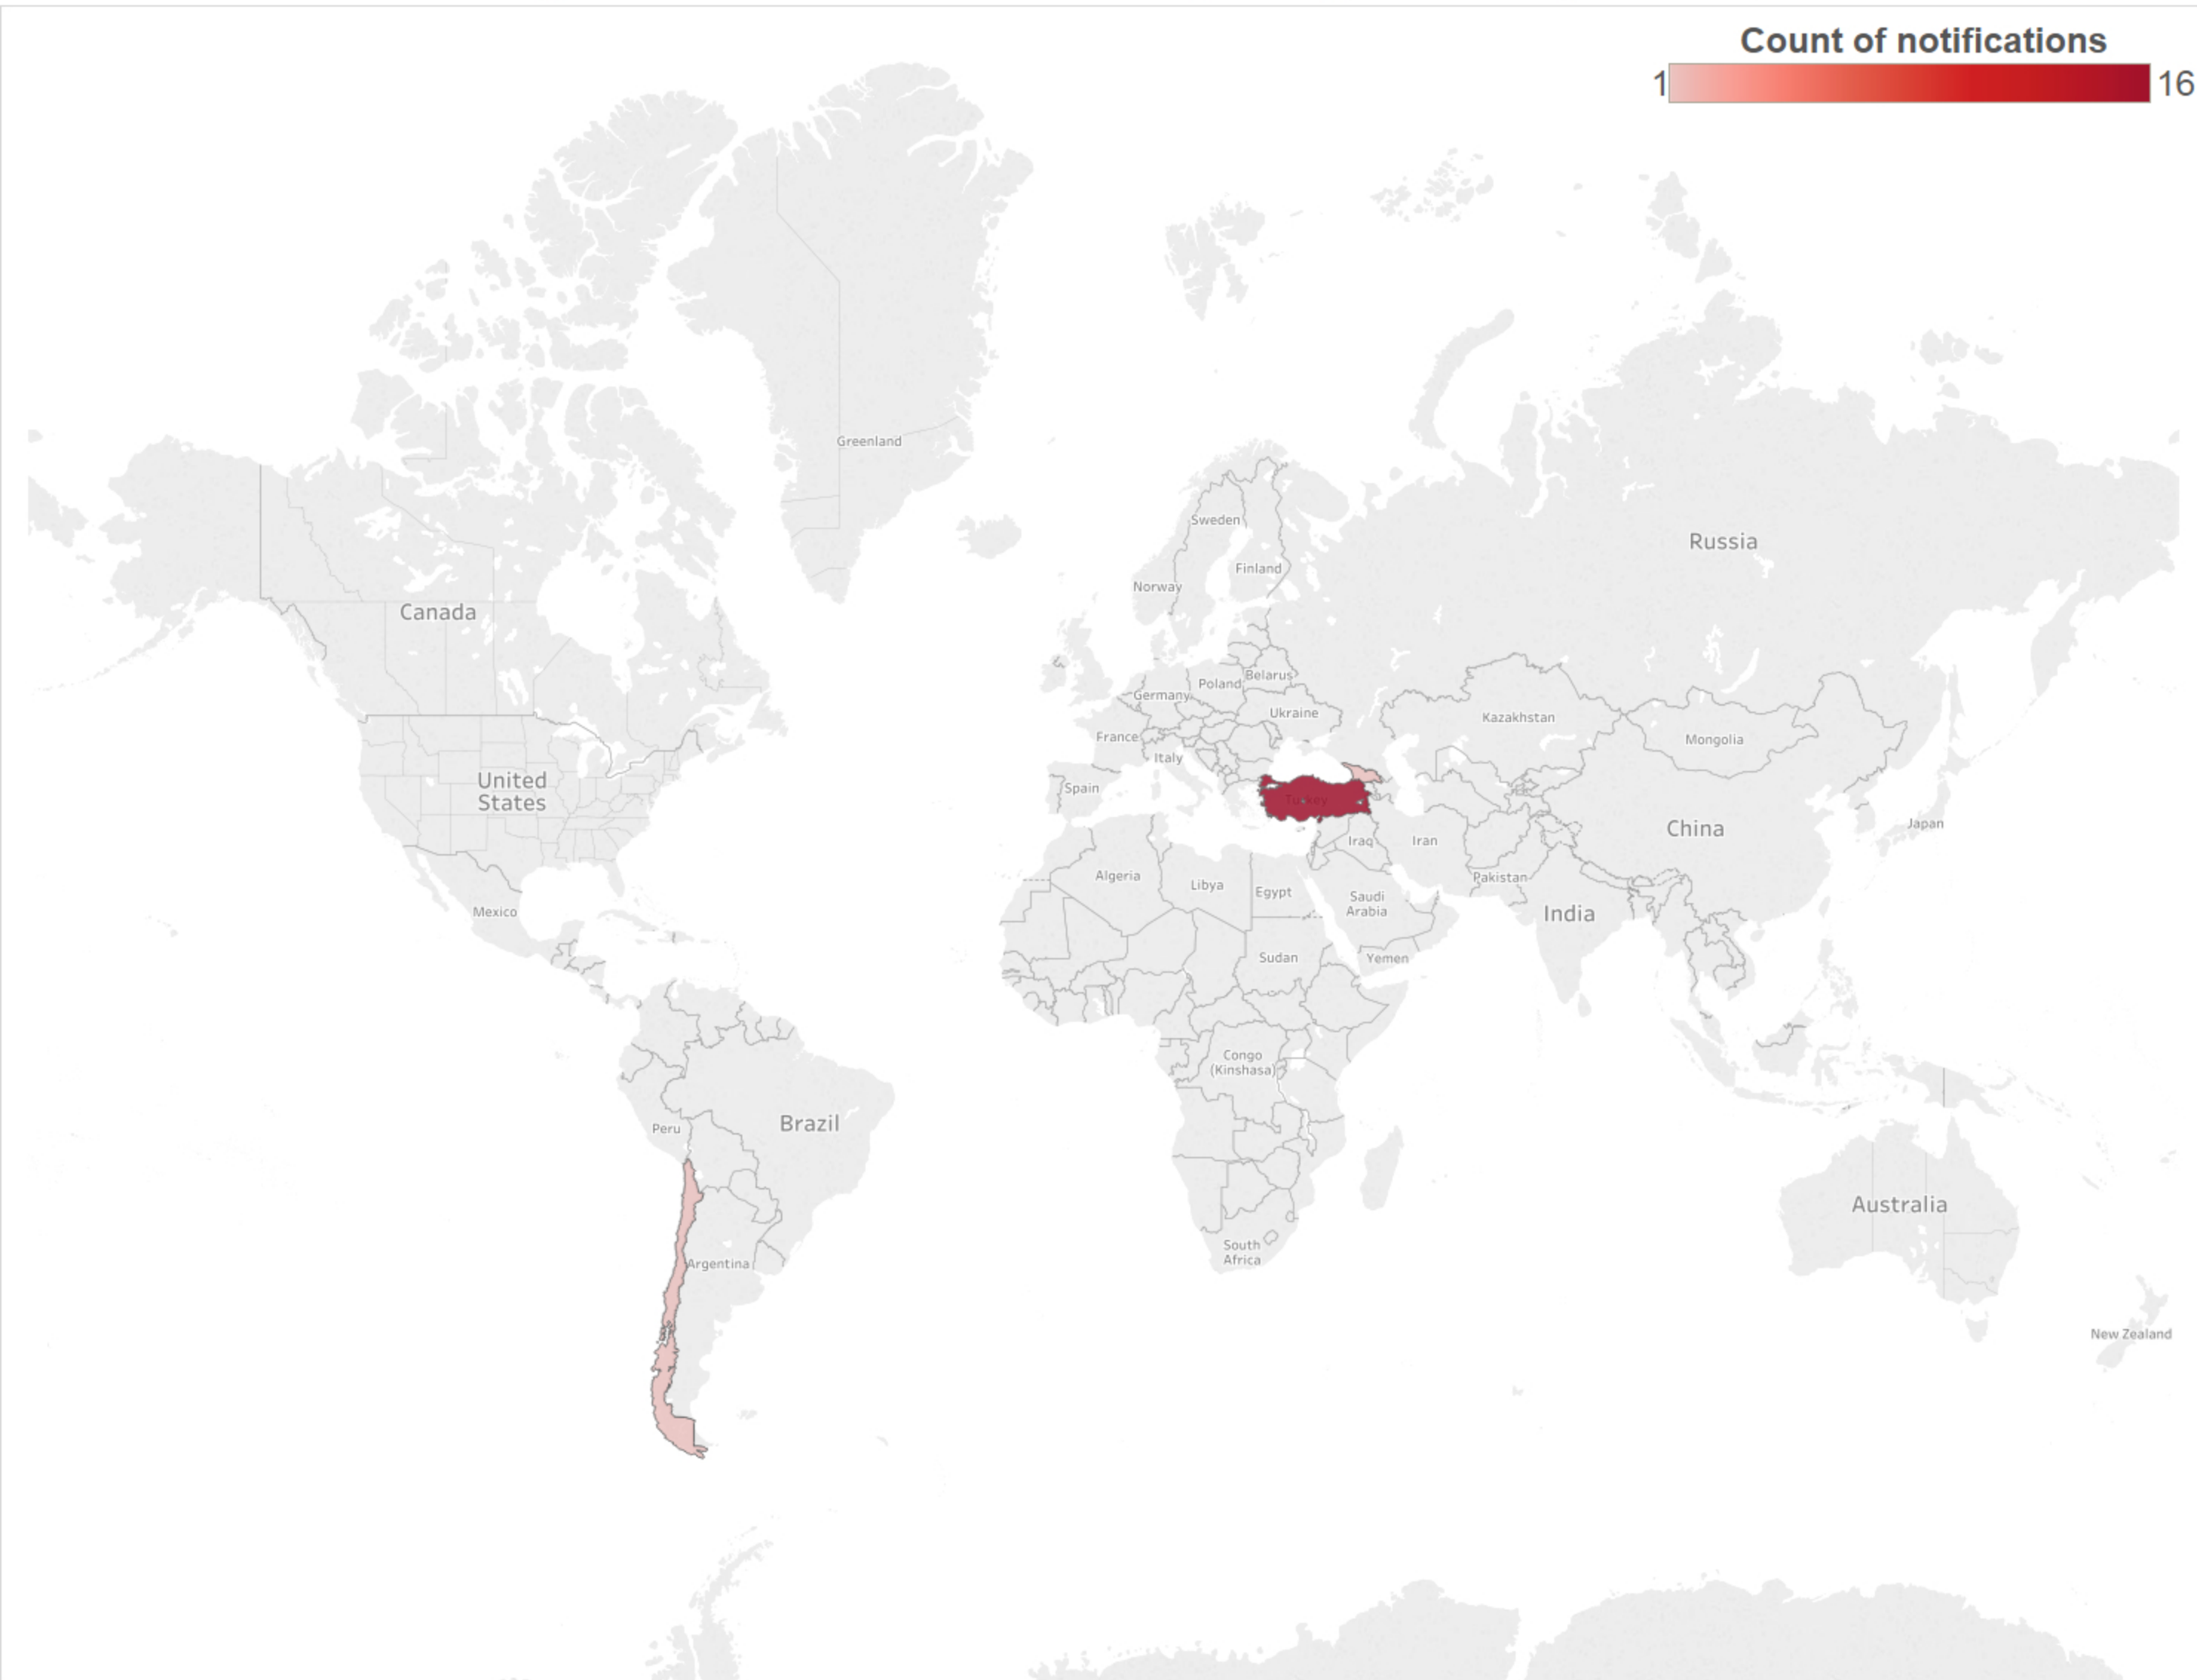 Count of notifications
1
16
Greenland
Sweden
Russia
Finland
Norway
Canada
Belarus
Poland
Germany
Ukraine
Kazakhstan
France
Mongolia
Italy
United
States
Spain
Turkey
Japan
China
Iraq
Iran
Algeria
Pakistan
Libya
Egypt
Saudi
Arabia
India
Mexico
Sudan
Yemen
Congo
(Kinshasa)
Brazil
Peru
Australia
South
Africa
Argentina
New Zealand